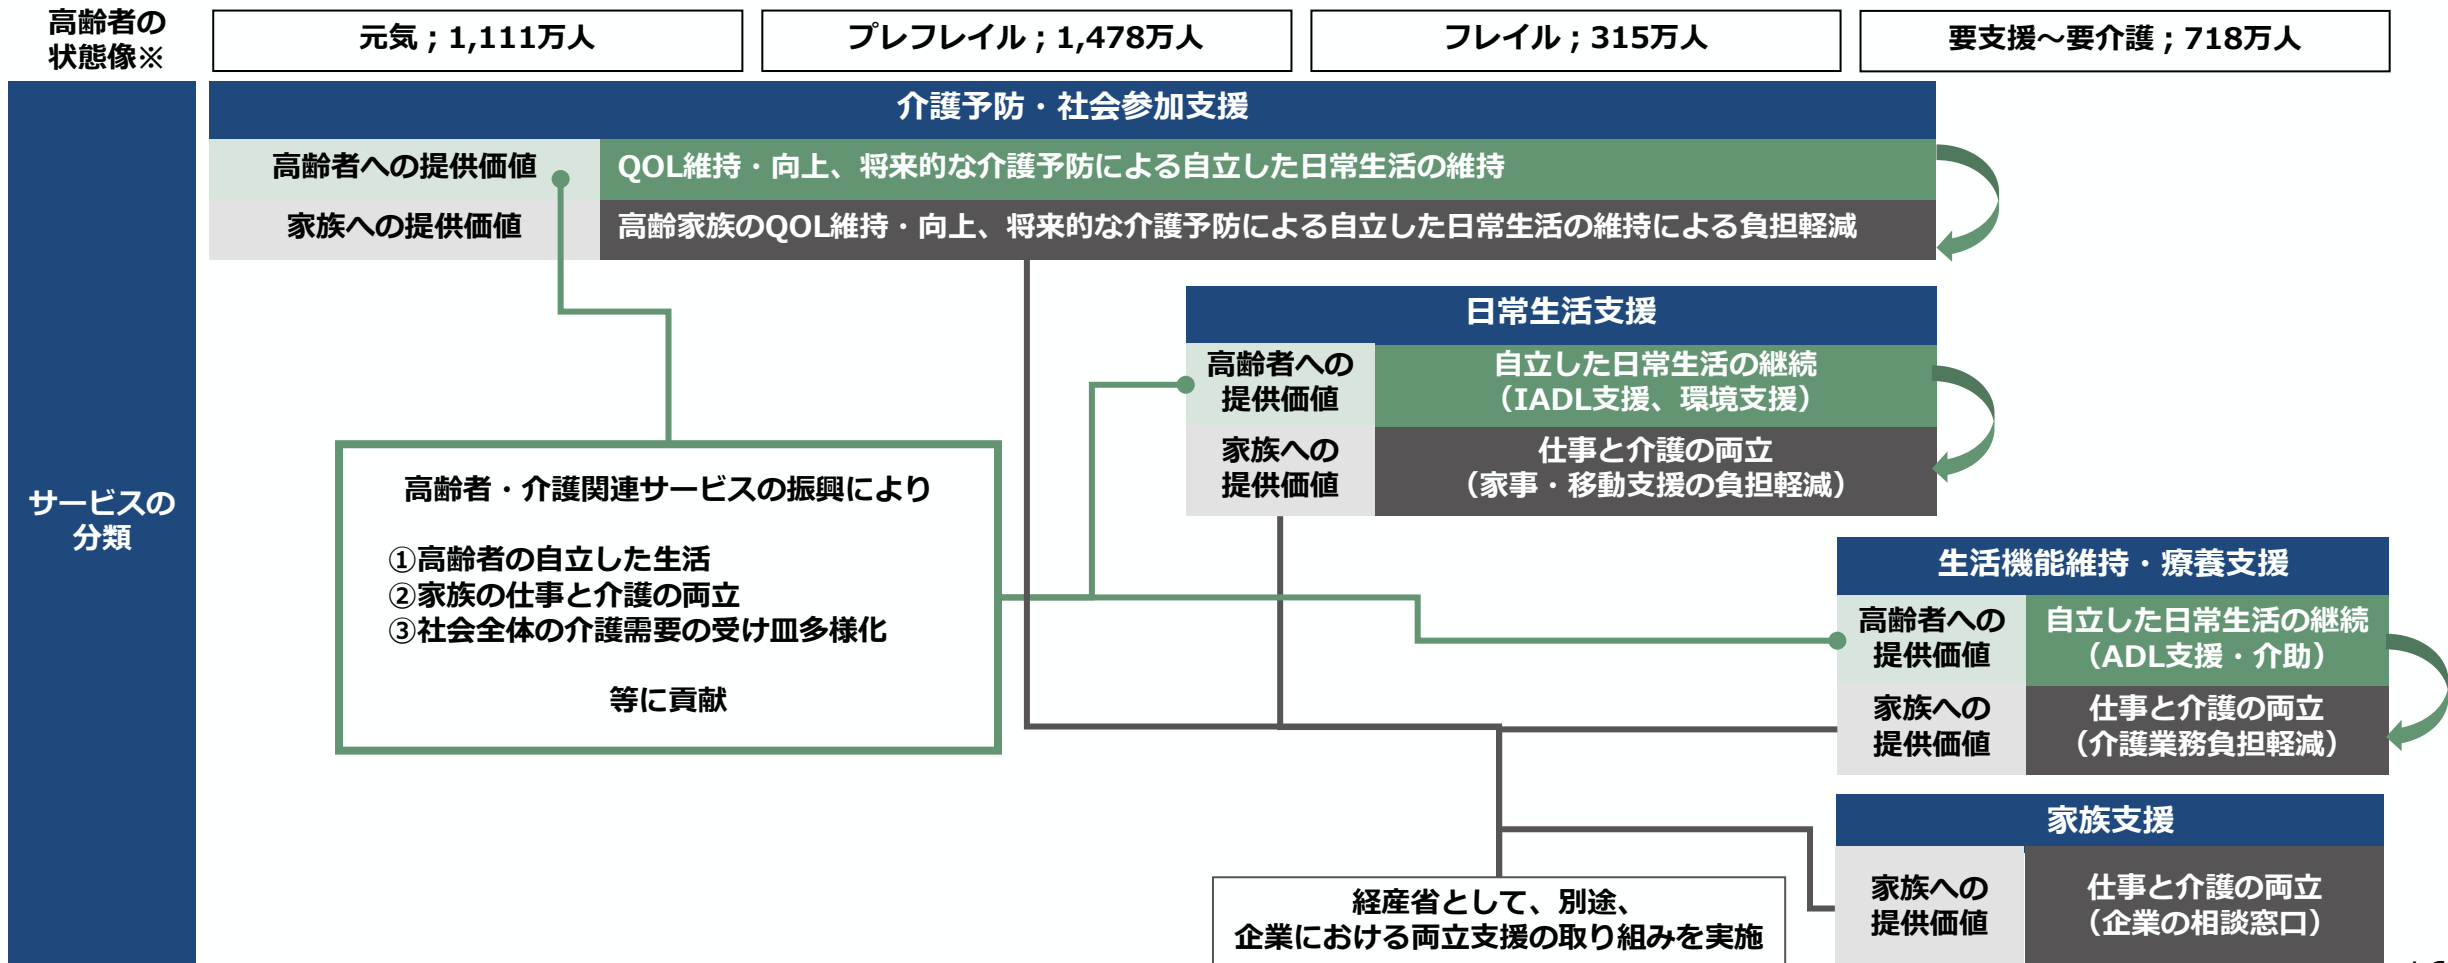 高齢者の
状態像※
元気；1,111万人
プレフレイル；1,478万人
フレイル；315万人
要支援～要介護；718万人
サービスの
分類
介護予防・社会参加支援
高齢者への提供価値
QOL維持・向上、将来的な介護予防による自立した日常生活の維持
家族への提供価値
高齢家族のQOL維持・向上、将来的な介護予防による自立した日常生活の維持による負担軽減
日常生活支援
高齢者への
提供価値
自立した日常生活の継続
（IADL支援、環境支援）
家族への
提供価値
仕事と介護の両立
（家事・移動支援の負担軽減）
高齢者・介護関連サービスの振興により
①高齢者の自立した生活
②家族の仕事と介護の両立
③社会全体の介護需要の受け皿多様化
等に貢献
生活機能維持・療養支援
高齢者への
提供価値
自立した日常生活の継続
（ADL支援・介助）
家族への
提供価値
仕事と介護の両立
（介護業務負担軽減）
家族支援
家族への
提供価値
仕事と介護の両立
（企業の相談窓口）
経産省として、別途、
企業における両立支援の取り組みを実施